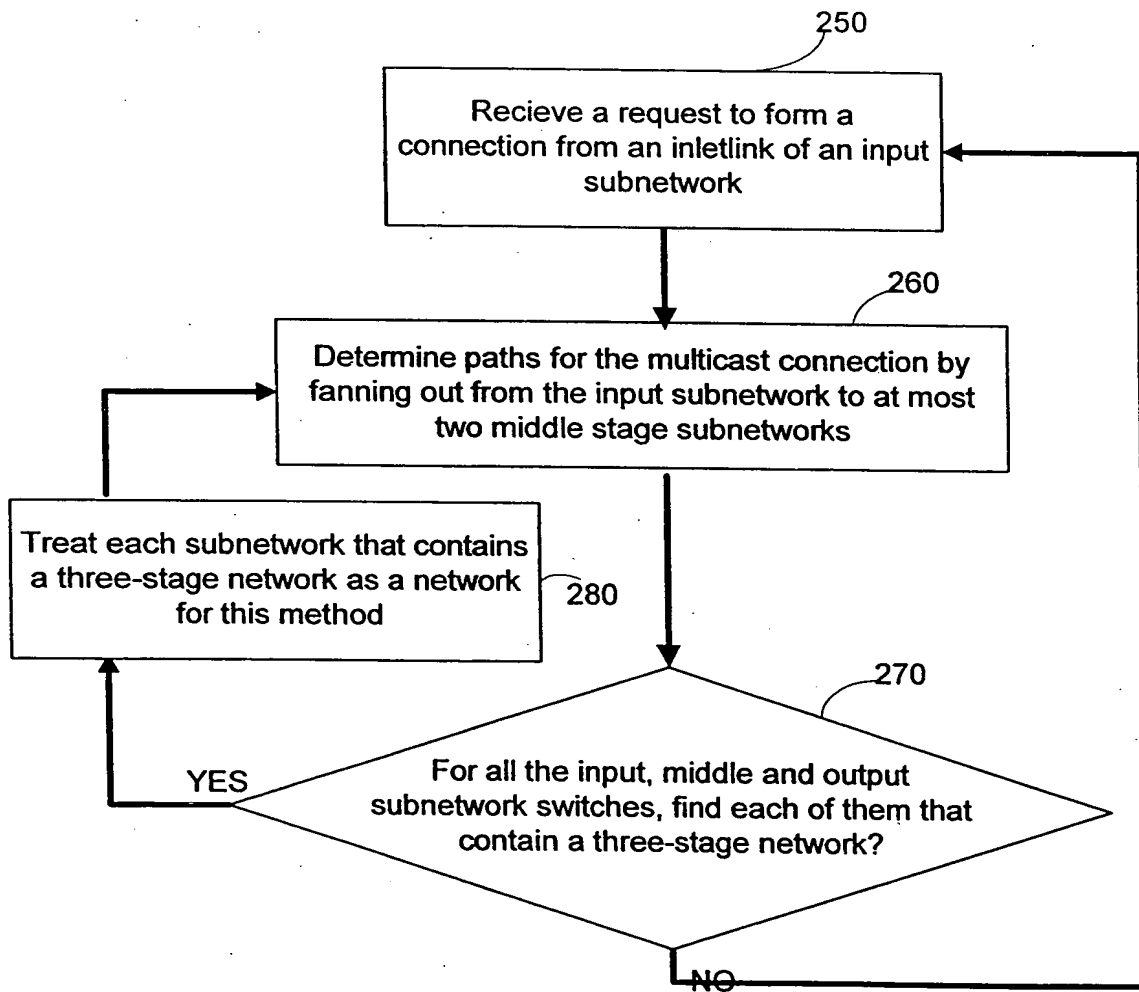 250
Recieve a request to form a
connection from an inletlink of an input
subnetwork
260
Determine paths for the multicast connection by
fanning out from the input subnetwork to at most
two middle stage subnetworks
Treat each subnetwork that contains
a three-stage network as a network
for this method
280
270
YES
For all the input, middle and output
subnetwork switches, find each of them that
contain a three-stage network?
NO